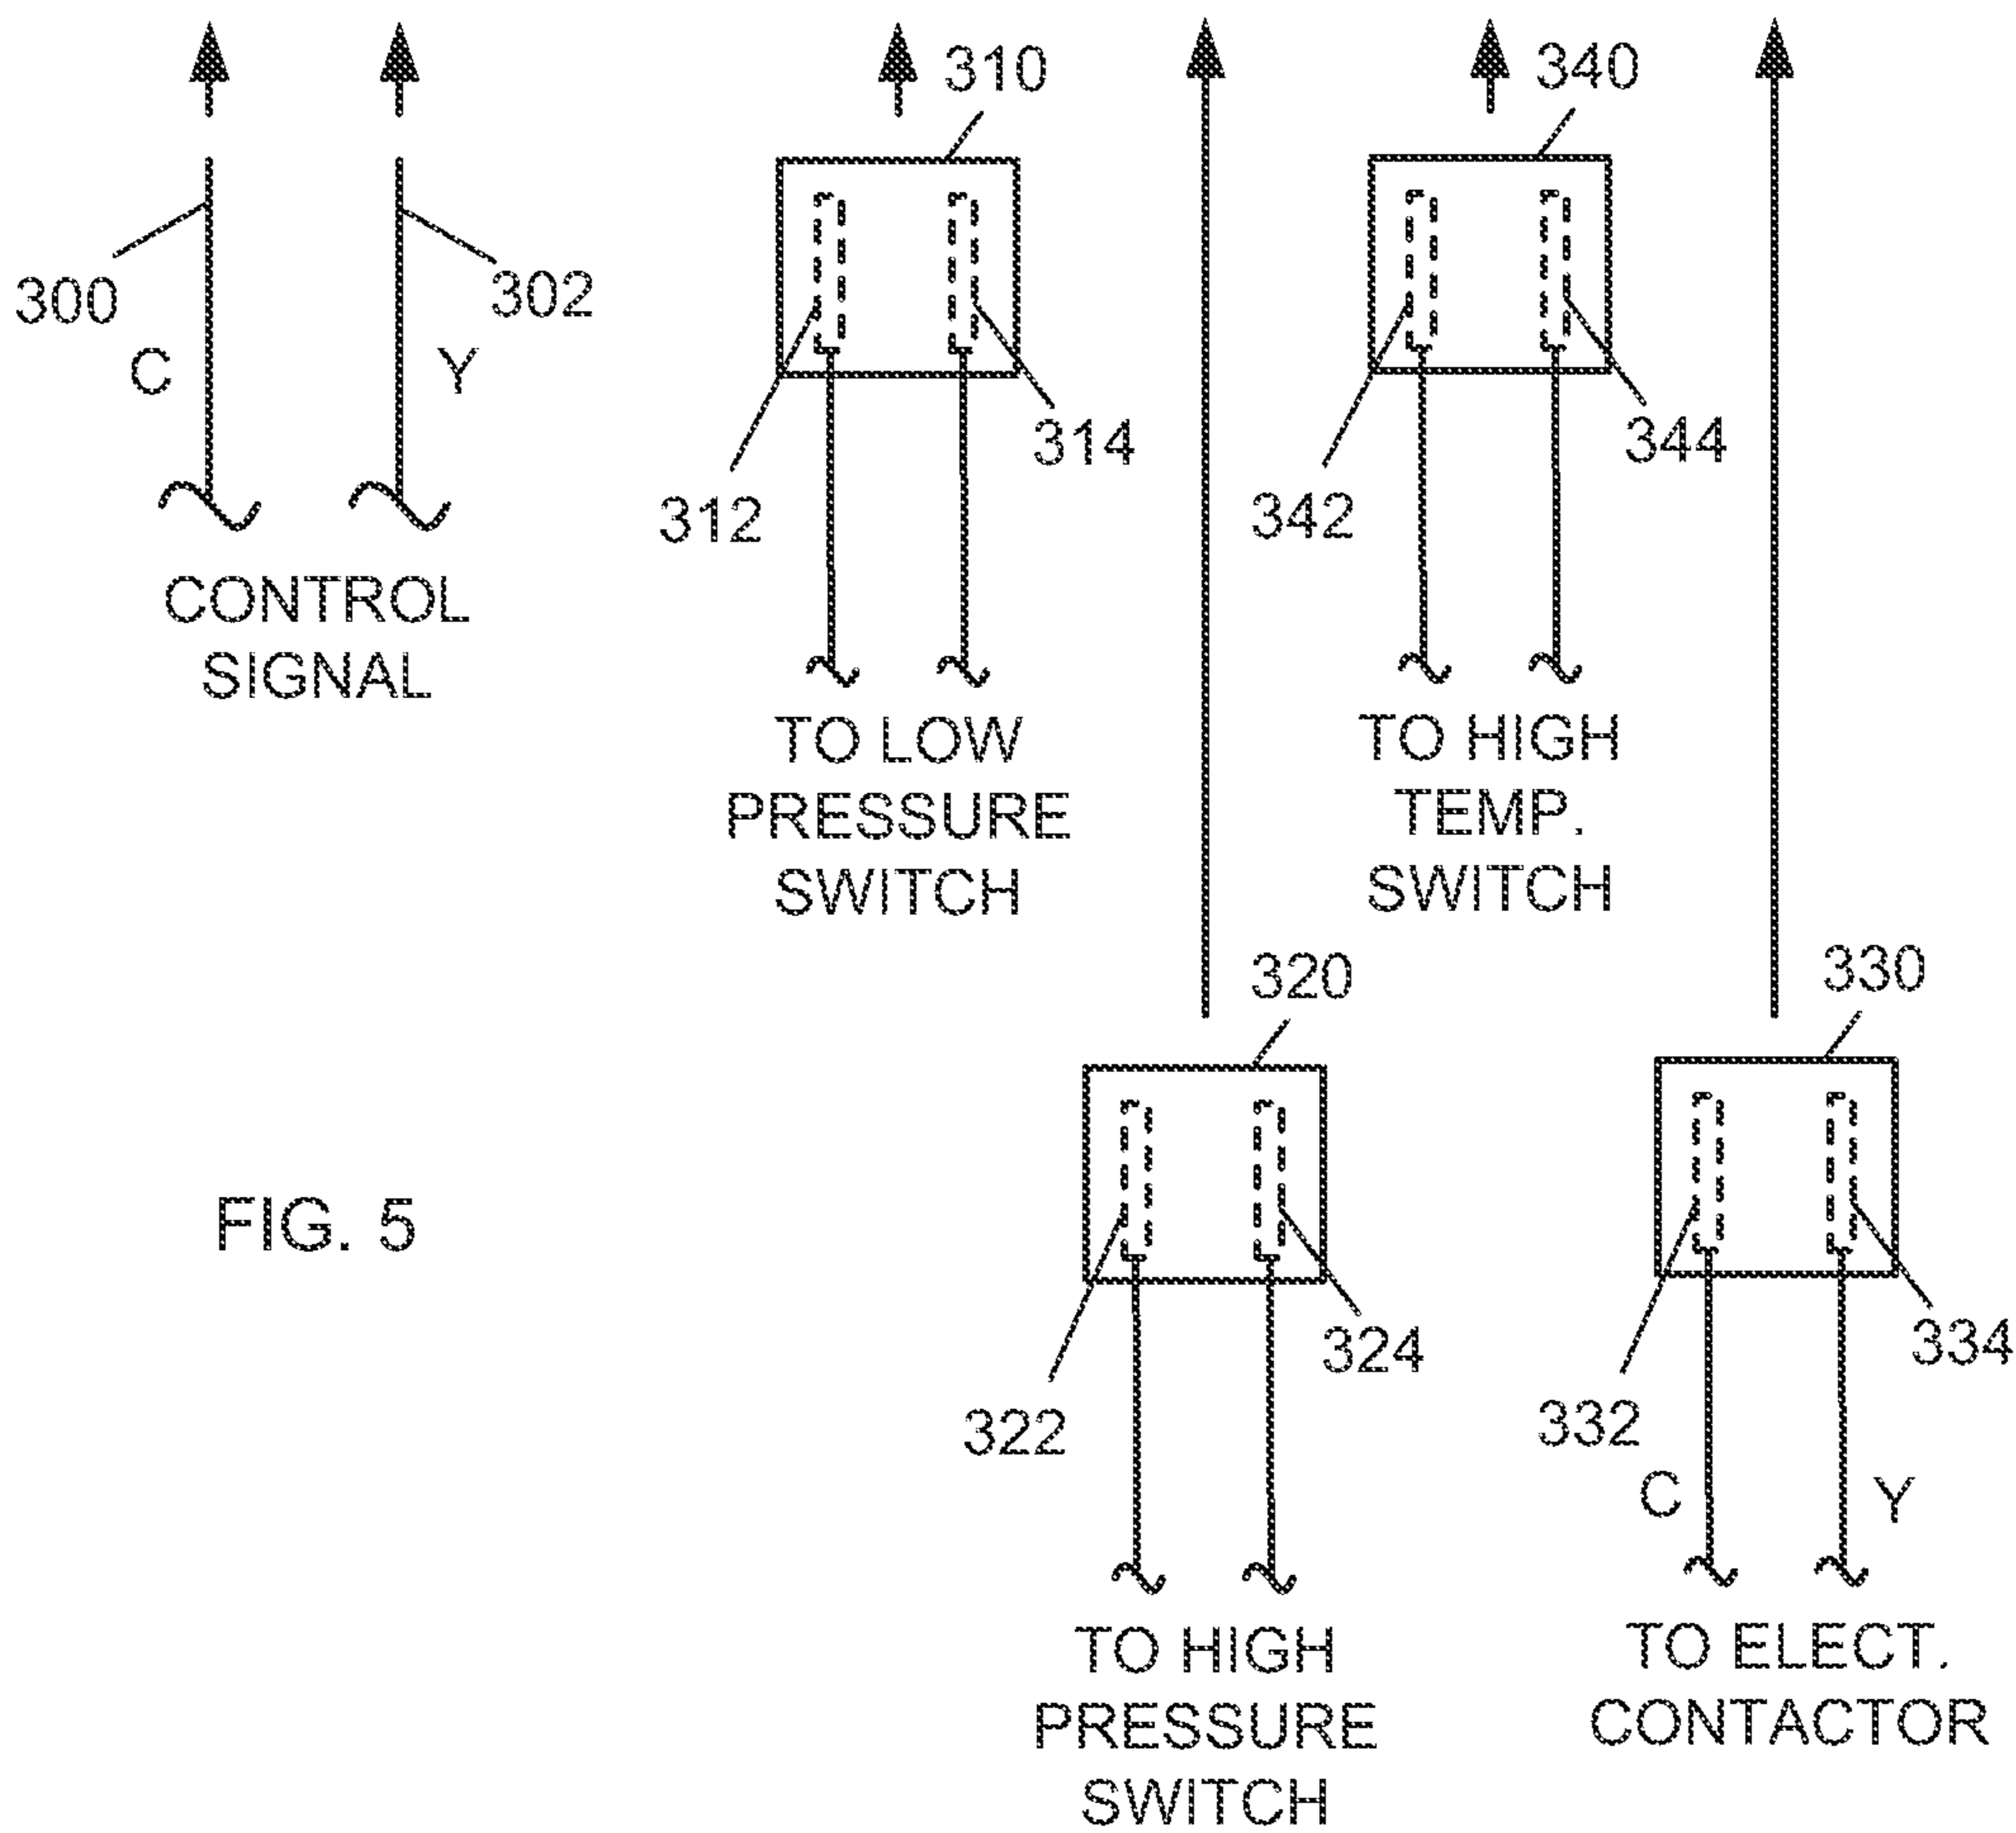 310
340
300
302
C
Y
312
314
342
344
CONTROL
SIGNAL
TO LOW
PRESSURE
SWITCH
TO HIGH
TEMP.
SWITCH
320
330
FIG. 5
322
324
332
334
C
Y
TO HIGH
PRESSURE
SWITCH
TO ELECT.
CONTACTOR